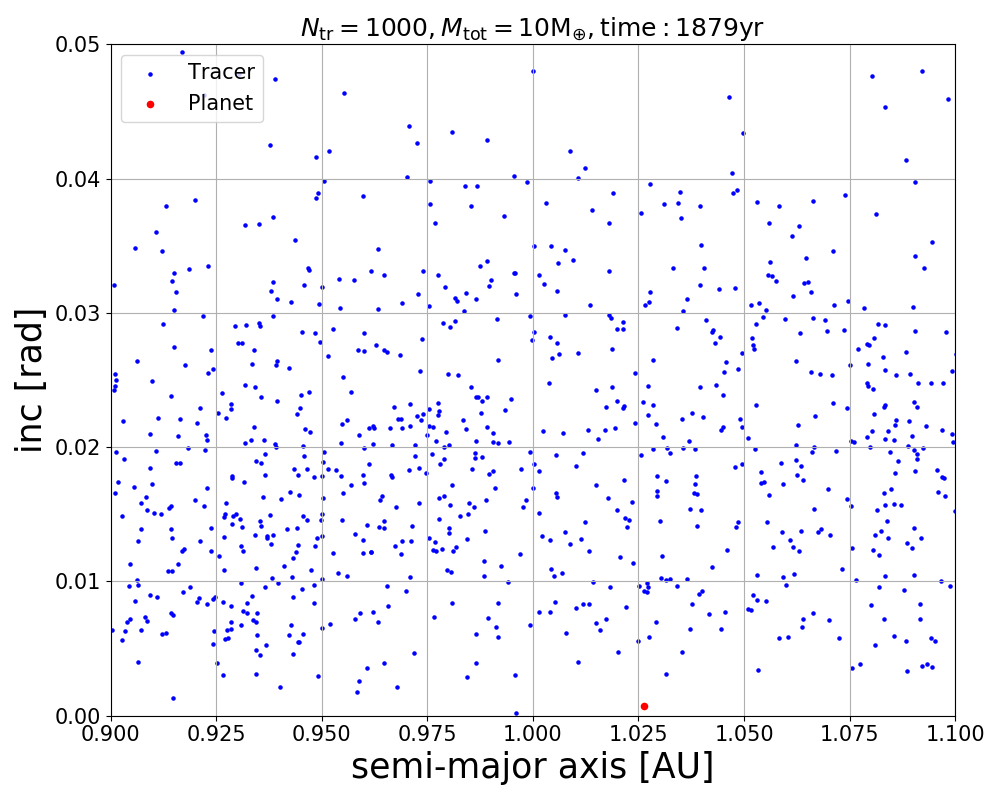 N_tr = 1000, M_tot = 10M_⊕, time : 1879yr
Tracer
Planet
0.05
0.04
0.03
0.02
0.01
0.00
inc [rad]
0.900 0.925 0.950 0.975 1.000 1.025 1.050 1.075 1.100
semi-major axis [AU]